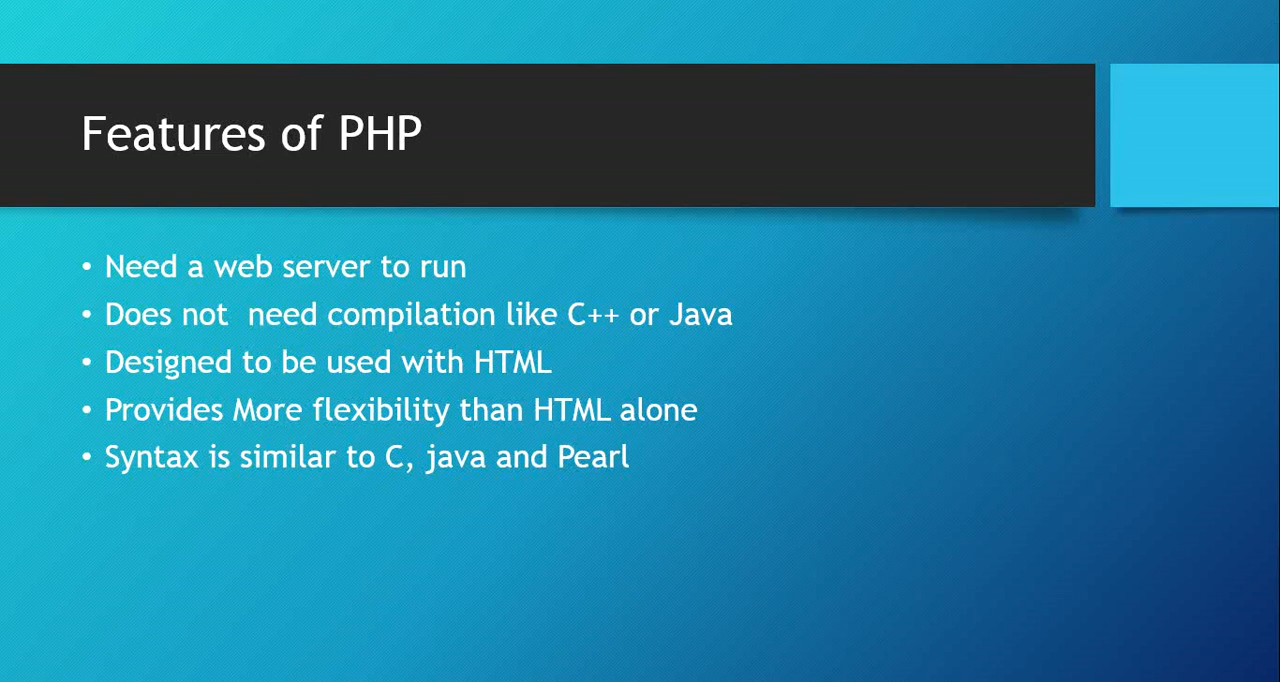 Features of PHP
• Need a web server to run
• Does not  need compilation like C++ or Java
• Designed to be used with HTML
• Provides More flexibility than HTML alone
• Syntax is similar to C, java and Pearl